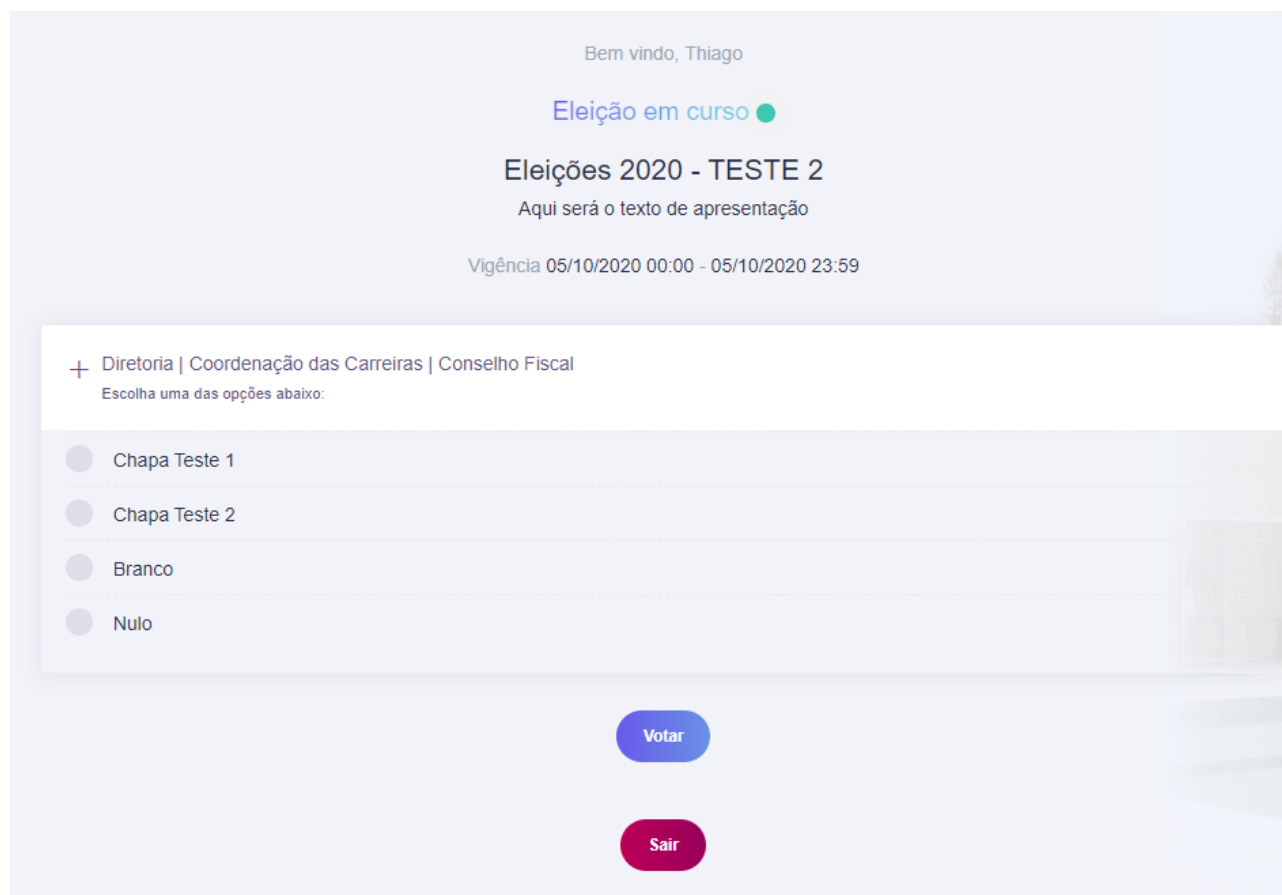 Bem vindo, Thiago
Eleição em curso
Eleições 2020 - TESTE 2
Aqui será o texto de apresentação
Vigência 05/10/2020 00:00 - 05/10/2020 23:59
+ Diretoria | Coordenação das Carreiras | Conselho Fiscal
Escolha uma das opções abaixo:
Chapa Teste 1
Chapa Teste 2
Branco
Nulo
Votar
Sair